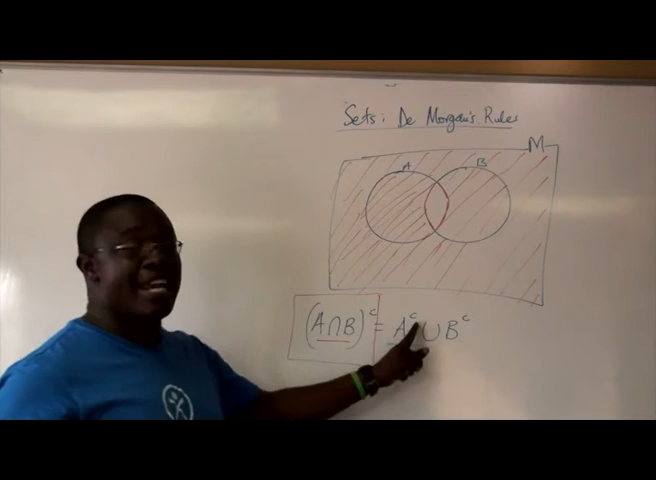 Sets: De Morgan's Rules
M
A B
(A∩B)ᶜ = Aᶜ ∪ Bᶜ